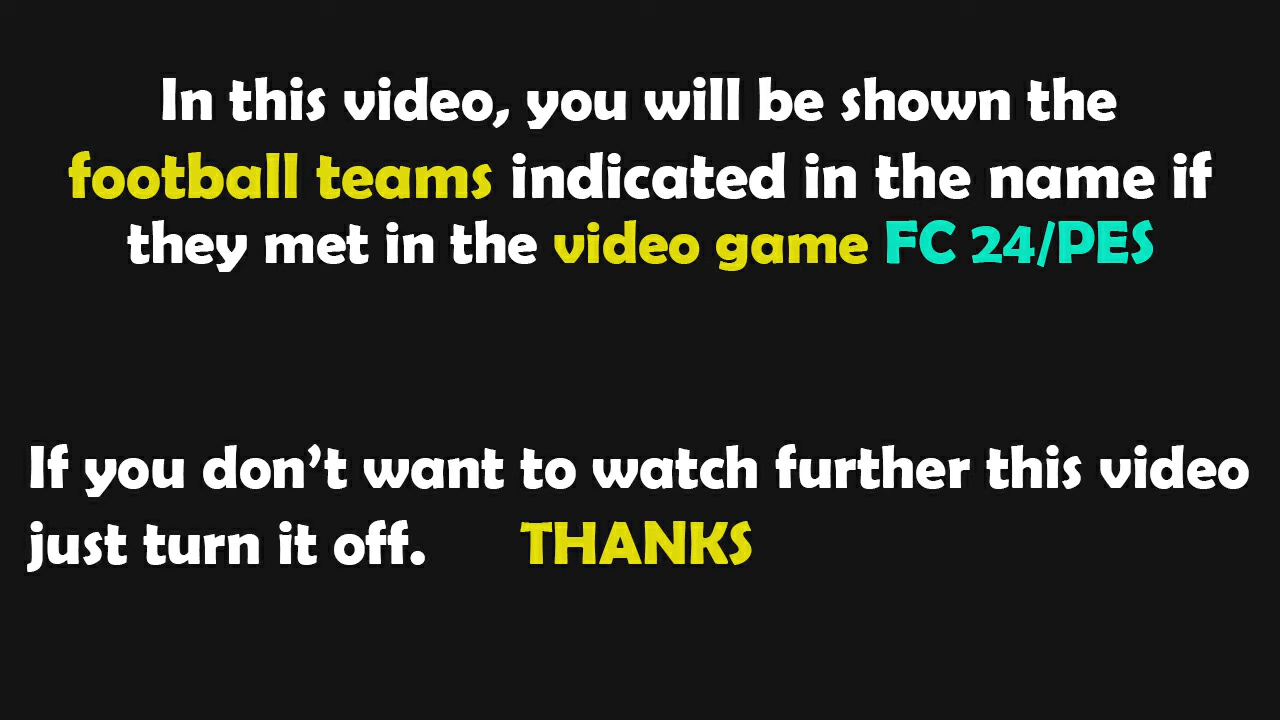 In this video, you will be shown the
football teams indicated in the name if
they met in the video game FC 24/PES
If you don't want to watch further this video
just turn it off. THANKS